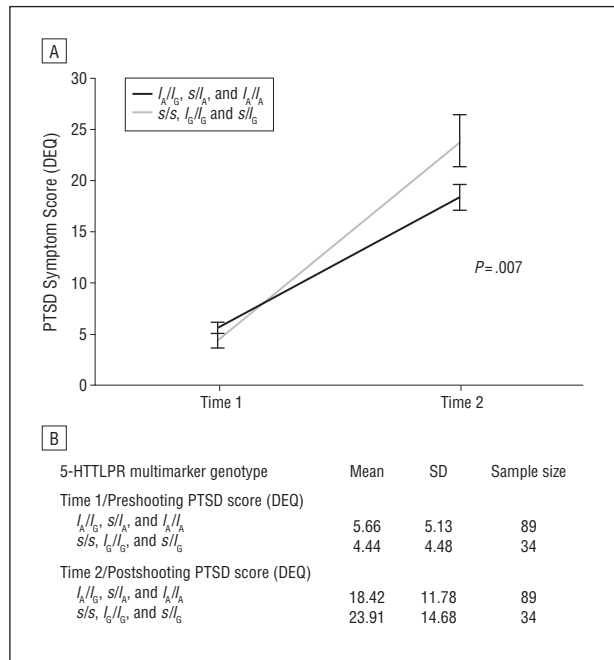 A
30
25
20
15
10
5
0
PTSD Symptom Score (DEQ)
lA/lG, s/lA, and lA/lA
s/s, lG/lG and s/lG
P=.007
Time 1 Time 2
B
5-HTTLPR multimarker genotype Mean SD Sample size
Time 1/Preshooting PTSD score (DEQ)
lA/lG, s/lA, and lA/lA 5.66 5.13 89
s/s, lG/lG, and s/lG 4.44 4.48 34
Time 2/Postshooting PTSD score (DEQ)
lA/lG, s/lA, and lA/lA 18.42 11.78 89
s/s, lG/lG, and s/lG 23.91 14.68 34